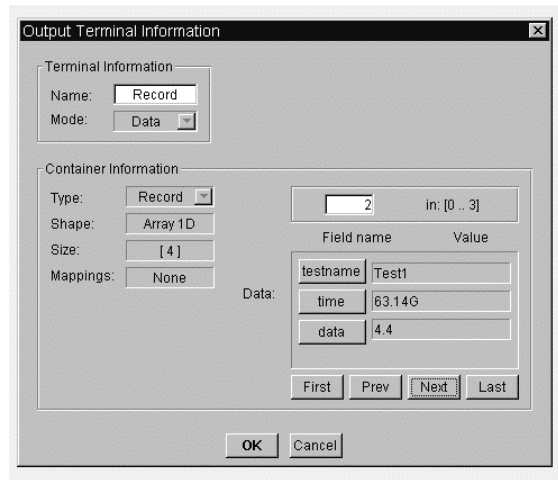 Output Terminal Information
Terminal Information
Name: Record
Mode: Data
Container Information
Type: Record
Shape: Array 1D
Size: [ 4 ]
Mappings: None
2 in: [0 .. 3]
Field name Value
Data:
testname Test1
time 63.14G
data 4.4
First Prev Next Last
OK Cancel